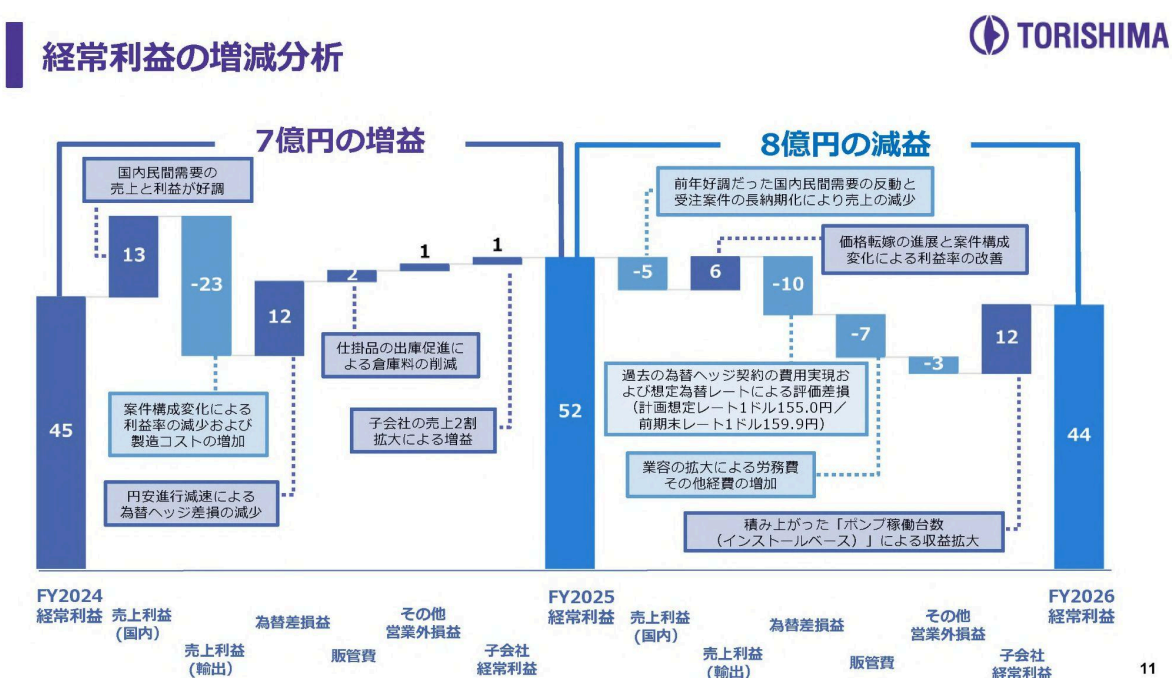 経常利益の増減分析
TORISHIMA
7億円の増益
8億円の減益
国内民間需要の
売上と利益が好調
前年好調だった国内民間需要の反動と
受注案件の長納期化により売上の減少
価格転嫁の進展と案件構成
変化による利益率の改善
45
13
-23
12
2
1
1
52
-5
6
-10
-7
-3
12
44
仕掛品の出庫促進に
よる倉庫料の削減
案件構成変化による
利益率の減少および
製造コストの増加
子会社の売上2割
拡大による増益
円安進行減速による
為替ヘッジ差損の減少
過去の為替ヘッジ契約の費用実現お
よび想定為替レートによる評価差損
（計画想定レート1ドル155.0円／
前期末レート1ドル159.9円）
業容の拡大による労務費
その他経費の増加
積み上がった「ポンプ稼働台数
（インストールベース）」による収益拡大
FY2024
経常利益
売上利益
(国内)
売上利益
(輸出)
為替差損益
販管費
その他
営業外損益
子会社
経常利益
FY2025
経常利益
売上利益
(国内)
売上利益
(輸出)
為替差損益
販管費
その他
営業外損益
子会社
経常利益
FY2026
経常利益
11